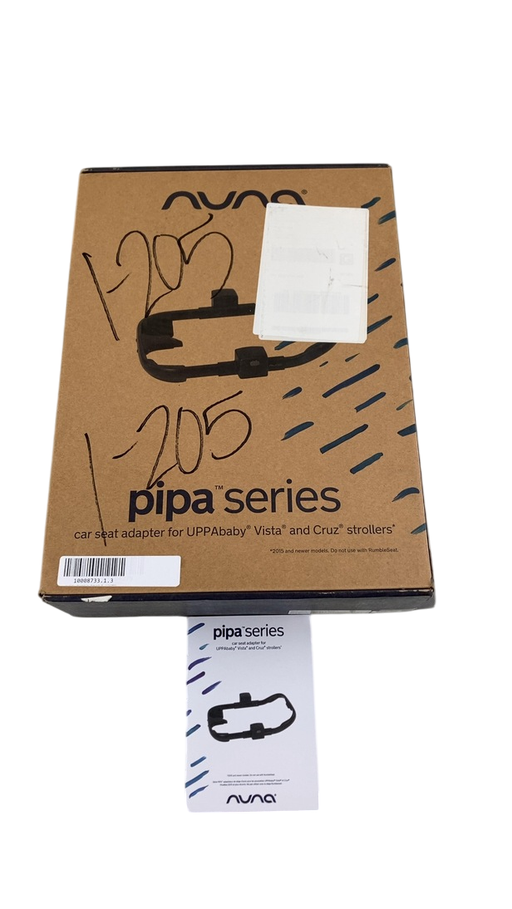 nuna
1-205
1-205
pipa™ series
car seat adapter for UPPAbaby® Vista® and Cruz® strollers*
*2015 and newer models. Do not use with RumbleSeat.
10008733.1.3
pipa™ series
car seat adapter for
UPPAbaby® Vista® and Cruz® strollers*
nuna